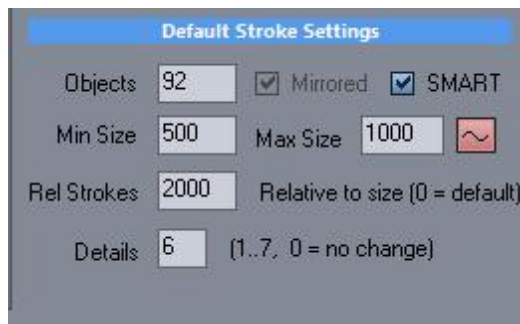 Default Stroke Settings
Objects 92 Mirrored SMART
Min Size 500 Max Size 1000
Rel Strokes 2000 Relative to size (0 = default)
Details 6 (1..7, 0 = no change)